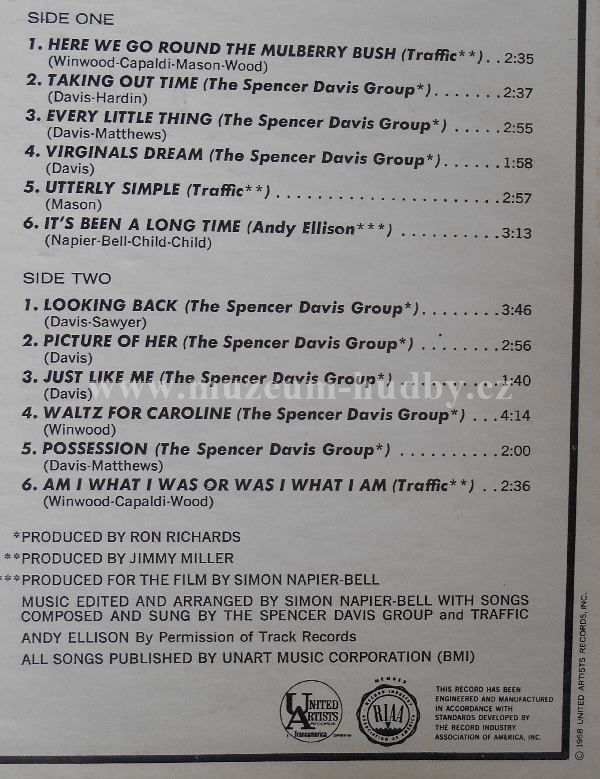 SIDE ONE
1. HERE WE GO ROUND THE MULBERRY BUSH (Traffic**) . . 2:35
(Winwood-Capaldi-Mason-Wood)
2. TAKING OUT TIME (The Spencer Davis Group*) . . . . . . . 2:37
(Davis-Hardin)
3. EVERY LITTLE THING (The Spencer Davis Group*) . . . . . 2:55
(Davis-Matthews)
4. VIRGINALS DREAM (The Spencer Davis Group*) . . . . . . 1:58
(Davis)
5. UTTERLY SIMPLE (Traffic**) . . . . . . . . . . . . . . . . . . . . . . 2:57
(Mason)
6. IT'S BEEN A LONG TIME (Andy Ellison***) . . . . . . . . . . 3:13
(Napier-Bell-Child-Child)
SIDE TWO
1. LOOKING BACK (The Spencer Davis Group*) . . . . . . . . 3:46
(Davis-Sawyer)
2. PICTURE OF HER (The Spencer Davis Group*) . . . . . . . . 2:56
(Davis)
3. JUST LIKE ME (The Spencer Davis Group*) . . . . . . . . . . 1:40
(Davis)
www.muzeum-hudby.cz
4. WALTZ FOR CAROLINE (The Spencer Davis Group*) . . . 4:14
(Winwood)
5. POSSESSION (The Spencer Davis Group*) . . . . . . . . . . . 2:00
(Davis-Matthews)
6. AM I WHAT I WAS OR WAS I WHAT I AM (Traffic**) . . 2:36
(Winwood-Capaldi-Wood)
*PRODUCED BY RON RICHARDS
**PRODUCED BY JIMMY MILLER
***PRODUCED FOR THE FILM BY SIMON NAPIER-BELL
MUSIC EDITED AND ARRANGED BY SIMON NAPIER-BELL WITH SONGS
COMPOSED AND SUNG BY THE SPENCER DAVIS GROUP and TRAFFIC
ANDY ELLISON By Permission of Track Records
ALL SONGS PUBLISHED BY UNART MUSIC CORPORATION (BMI)
UNITED
ARTISTS
RECORDS
Transamerica
MEMBER
RECORD INDUSTRY
RIAA
ASSOCIATION OF AMERICA
THIS RECORD HAS BEEN
ENGINEERED AND MANUFACTURED
IN ACCORDANCE WITH
STANDARDS DEVELOPED BY
THE RECORD INDUSTRY
ASSOCIATION OF AMERICA, INC.
© 1968 UNITED ARTISTS RECORDS, INC.